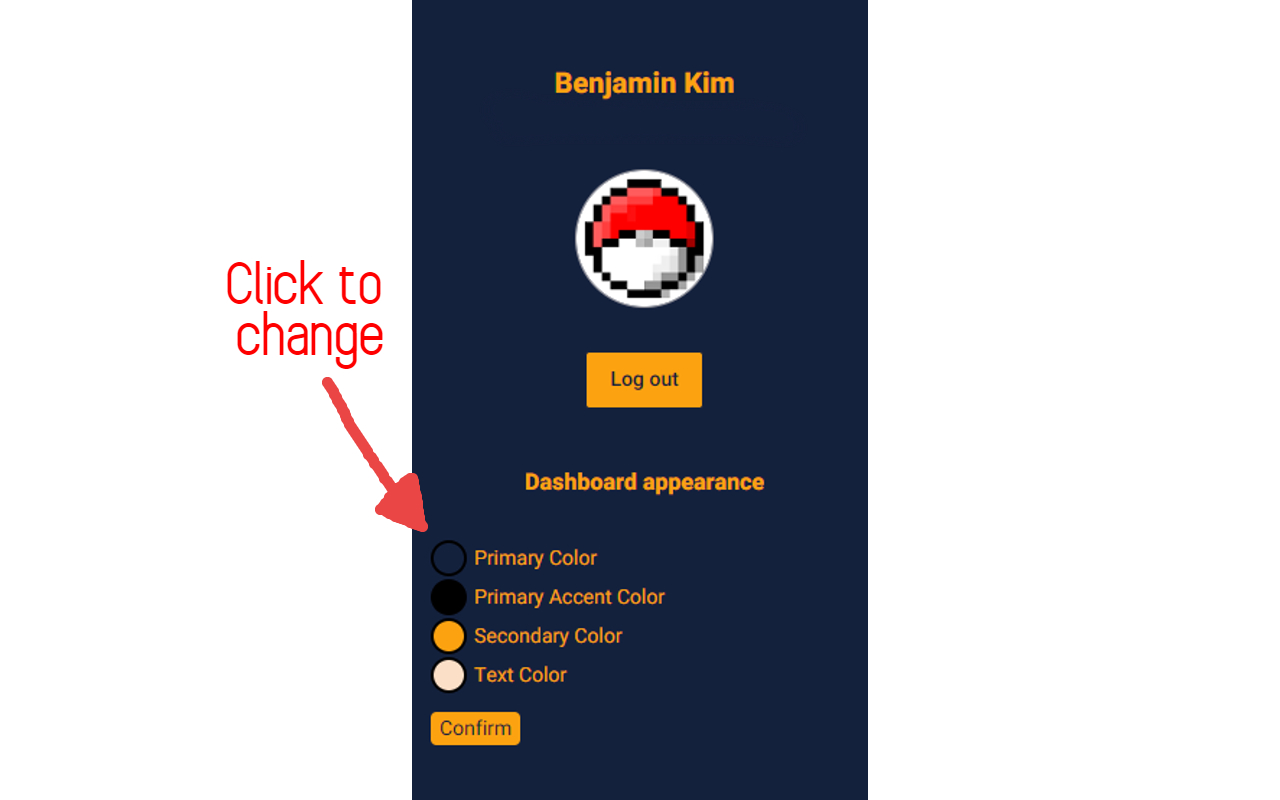 Benjamin Kim
Click to
change
Log out
Dashboard appearance
Primary Color
Primary Accent Color
Secondary Color
Text Color
Confirm